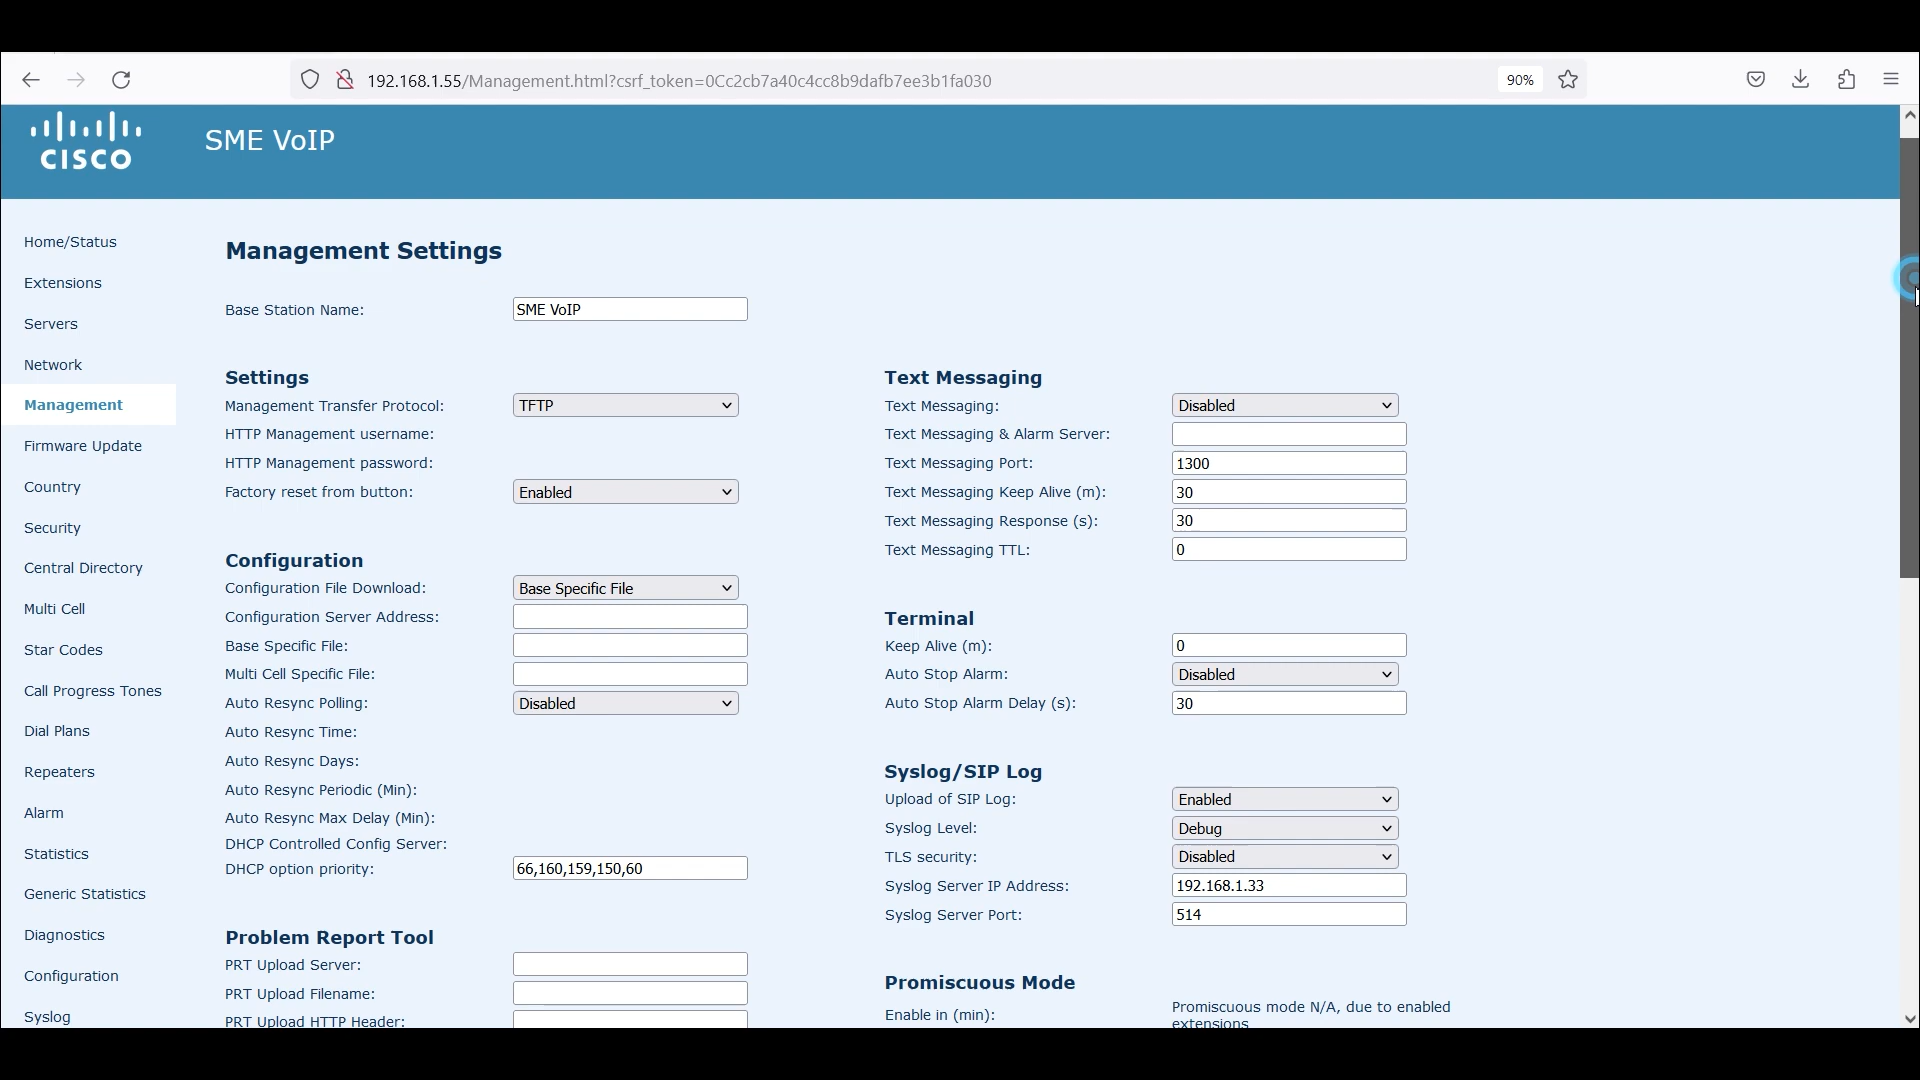 192.168.1.55/Management.html?csrf_token=0Cc2cb7a40c4cc8b9dafb7ee3b1fa030
90%
CISCO
SME VoIP
Home/Status
Extensions
Servers
Network
Management
Firmware Update
Country
Security
Central Directory
Multi Cell
Star Codes
Call Progress Tones
Dial Plans
Repeaters
Alarm
Statistics
Generic Statistics
Diagnostics
Configuration
Syslog
Management Settings
Base Station Name: SME VoIP
Settings
Management Transfer Protocol: TFTP
HTTP Management username:
HTTP Management password:
Factory reset from button: Enabled
Configuration
Configuration File Download: Base Specific File
Configuration Server Address:
Base Specific File:
Multi Cell Specific File:
Auto Resync Polling: Disabled
Auto Resync Time:
Auto Resync Days:
Auto Resync Periodic (Min):
Auto Resync Max Delay (Min):
DHCP Controlled Config Server:
DHCP option priority: 66,160,159,150,60
Problem Report Tool
PRT Upload Server:
PRT Upload Filename:
PRT Upload HTTP Header:
Text Messaging
Text Messaging: Disabled
Text Messaging & Alarm Server:
Text Messaging Port: 1300
Text Messaging Keep Alive (m): 30
Text Messaging Response (s): 30
Text Messaging TTL: 0
Terminal
Keep Alive (m): 0
Auto Stop Alarm: Disabled
Auto Stop Alarm Delay (s): 30
Syslog/SIP Log
Upload of SIP Log: Enabled
Syslog Level: Debug
TLS security: Disabled
Syslog Server IP Address: 192.168.1.33
Syslog Server Port: 514
Promiscuous Mode
Enable in (min): Promiscuous mode N/A, due to enabled
extensions